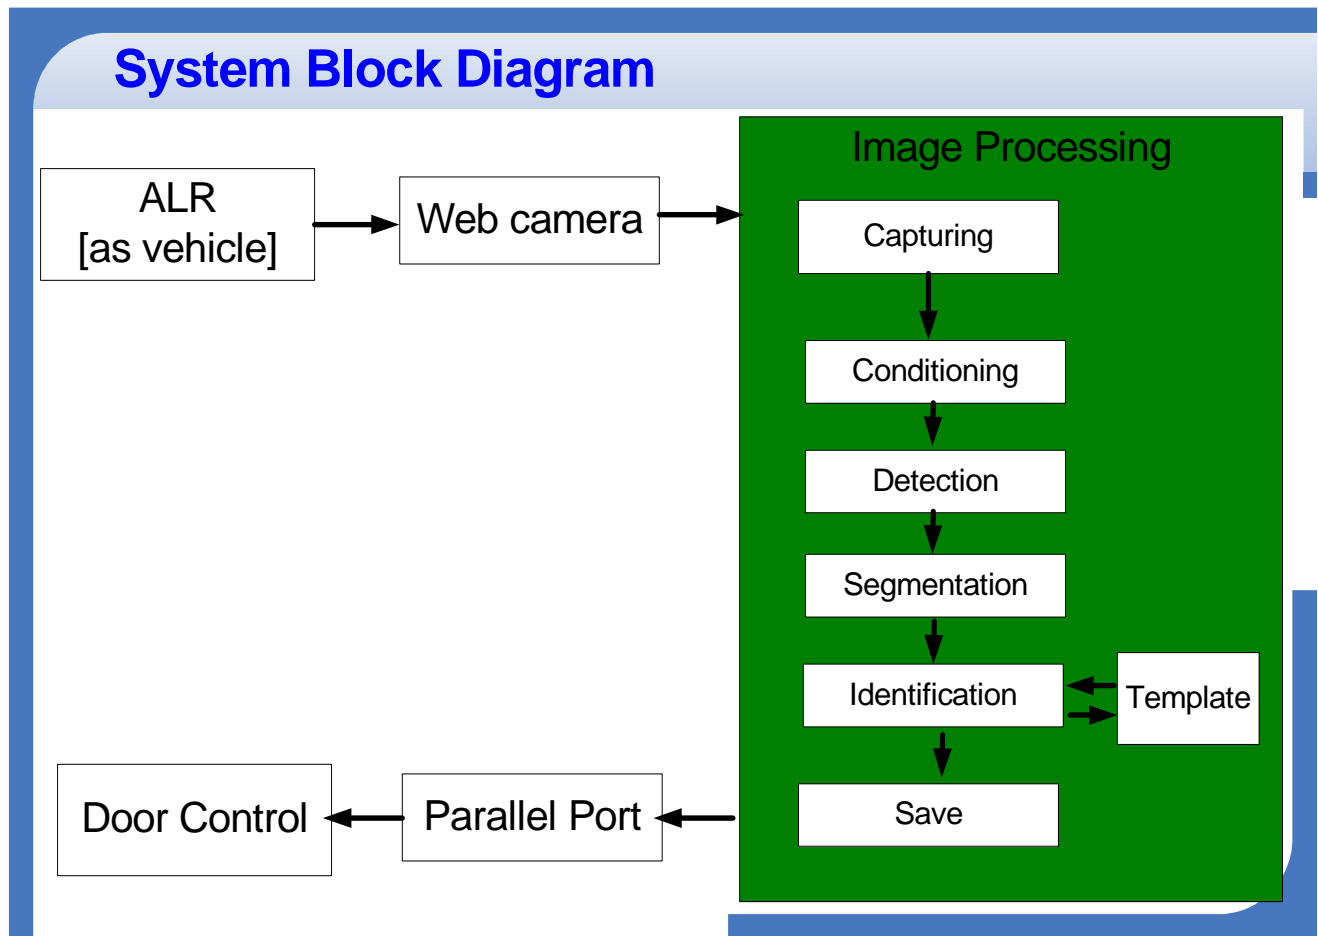 System Block Diagram
ALR
[as vehicle]
Web camera
Image Processing
Capturing
Conditioning
Detection
Segmentation
Identification
Template
Save
Parallel Port
Door Control